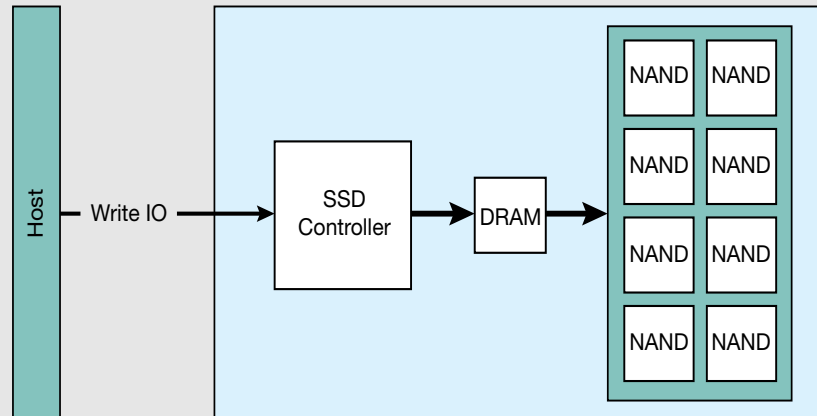 Host
Write IO
SSD
Controller
DRAM
NAND NAND
NAND NAND
NAND NAND
NAND NAND